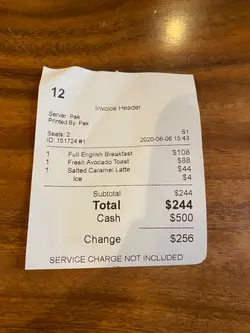 12
Invoice Header
Server: Pak
Printed By: Pak
Seats: 2 S1
ID: 151724 #1 2020-06-06 15:43
1 Full English Breakfast $108
1 Fresh Avocado Toast $88
1 Salted Caramel Latte $44
Ice $4
Subtotal $244
Total $244
Cash $500
Change $256
SERVICE CHARGE NOT INCLUDED